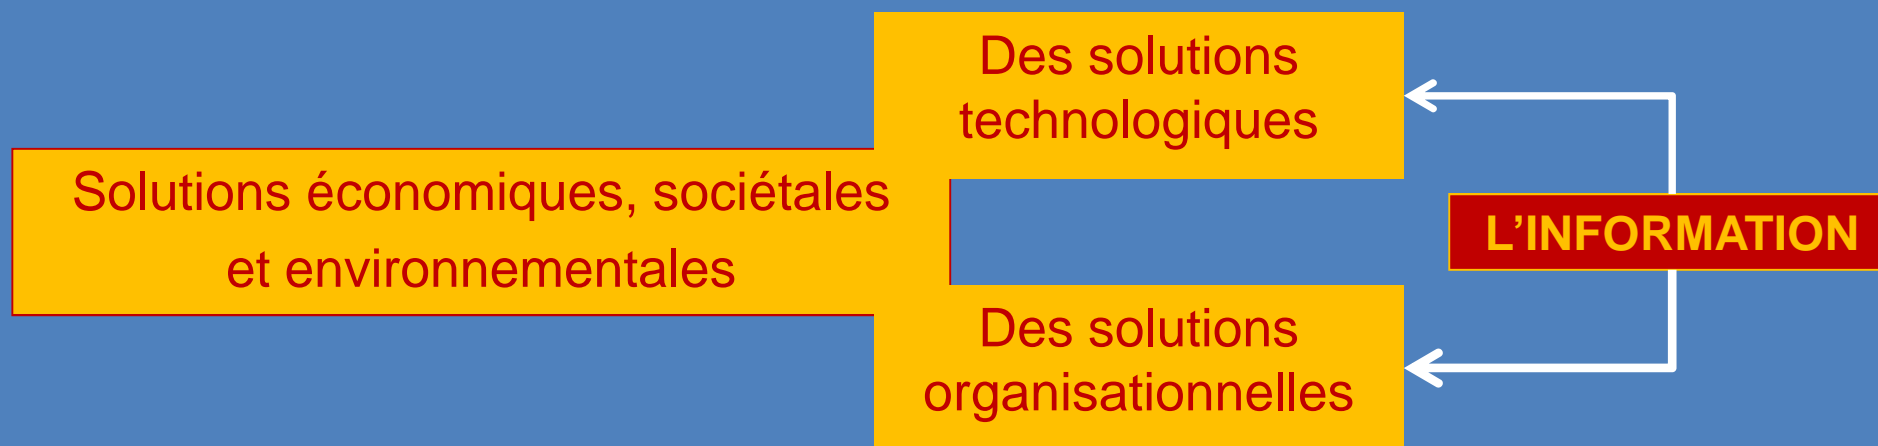 Des solutions
technologiques
Solutions économiques, sociétales
et environnementales
L’INFORMATION
Des solutions
organisationnelles